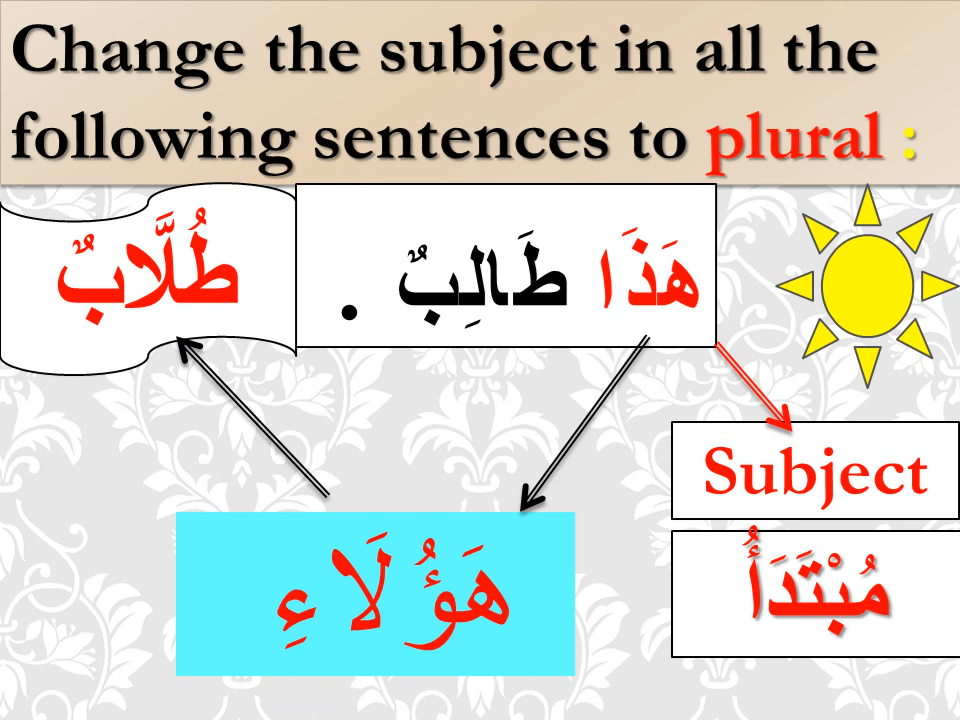 Change the subject in all the
following sentences to plural :
هَذَا طَالِبٌ .
طُلَّابٌ
Subject
مُبْتَدَأُ
هَؤُلَاءِ